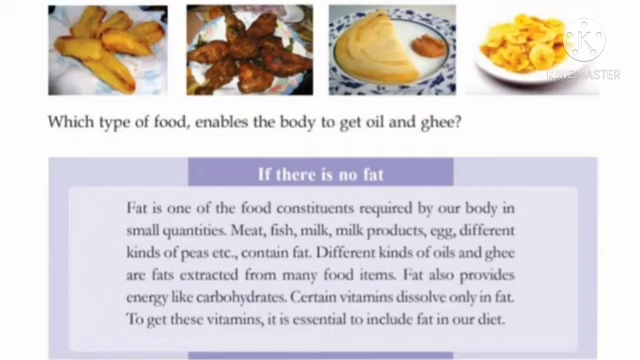 KINEMASTER
Which type of food, enables the body to get oil and ghee?
If there is no fat
Fat is one of the food constituents required by our body in
small quantities. Meat, fish, milk, milk products, egg, different
kinds of peas etc., contain fat. Different kinds of oils and ghee
are fats extracted from many food items. Fat also provides
energy like carbohydrates. Certain vitamins dissolve only in fat.
To get these vitamins, it is essential to include fat in our diet.